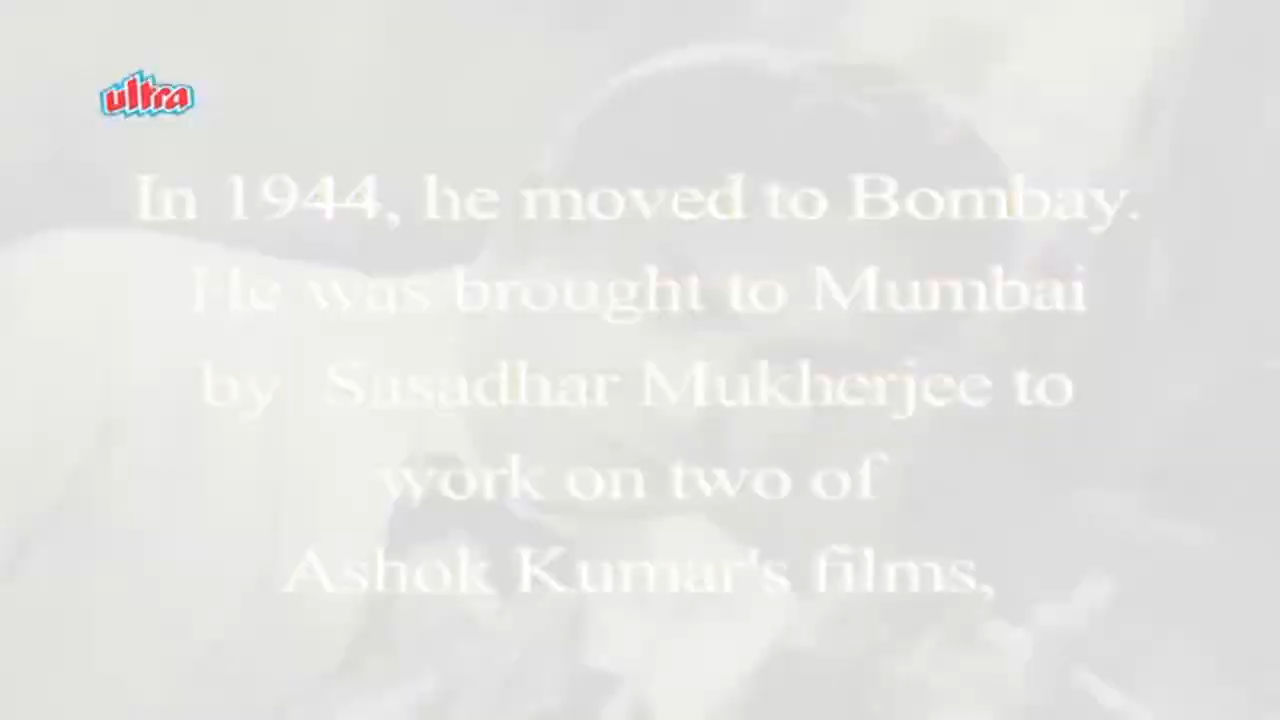 ultra
In 1944, he moved to Bombay.
He was brought to Mumbai
by Sasadhar Mukherjee to
work on two of
Ashok Kumar's films,